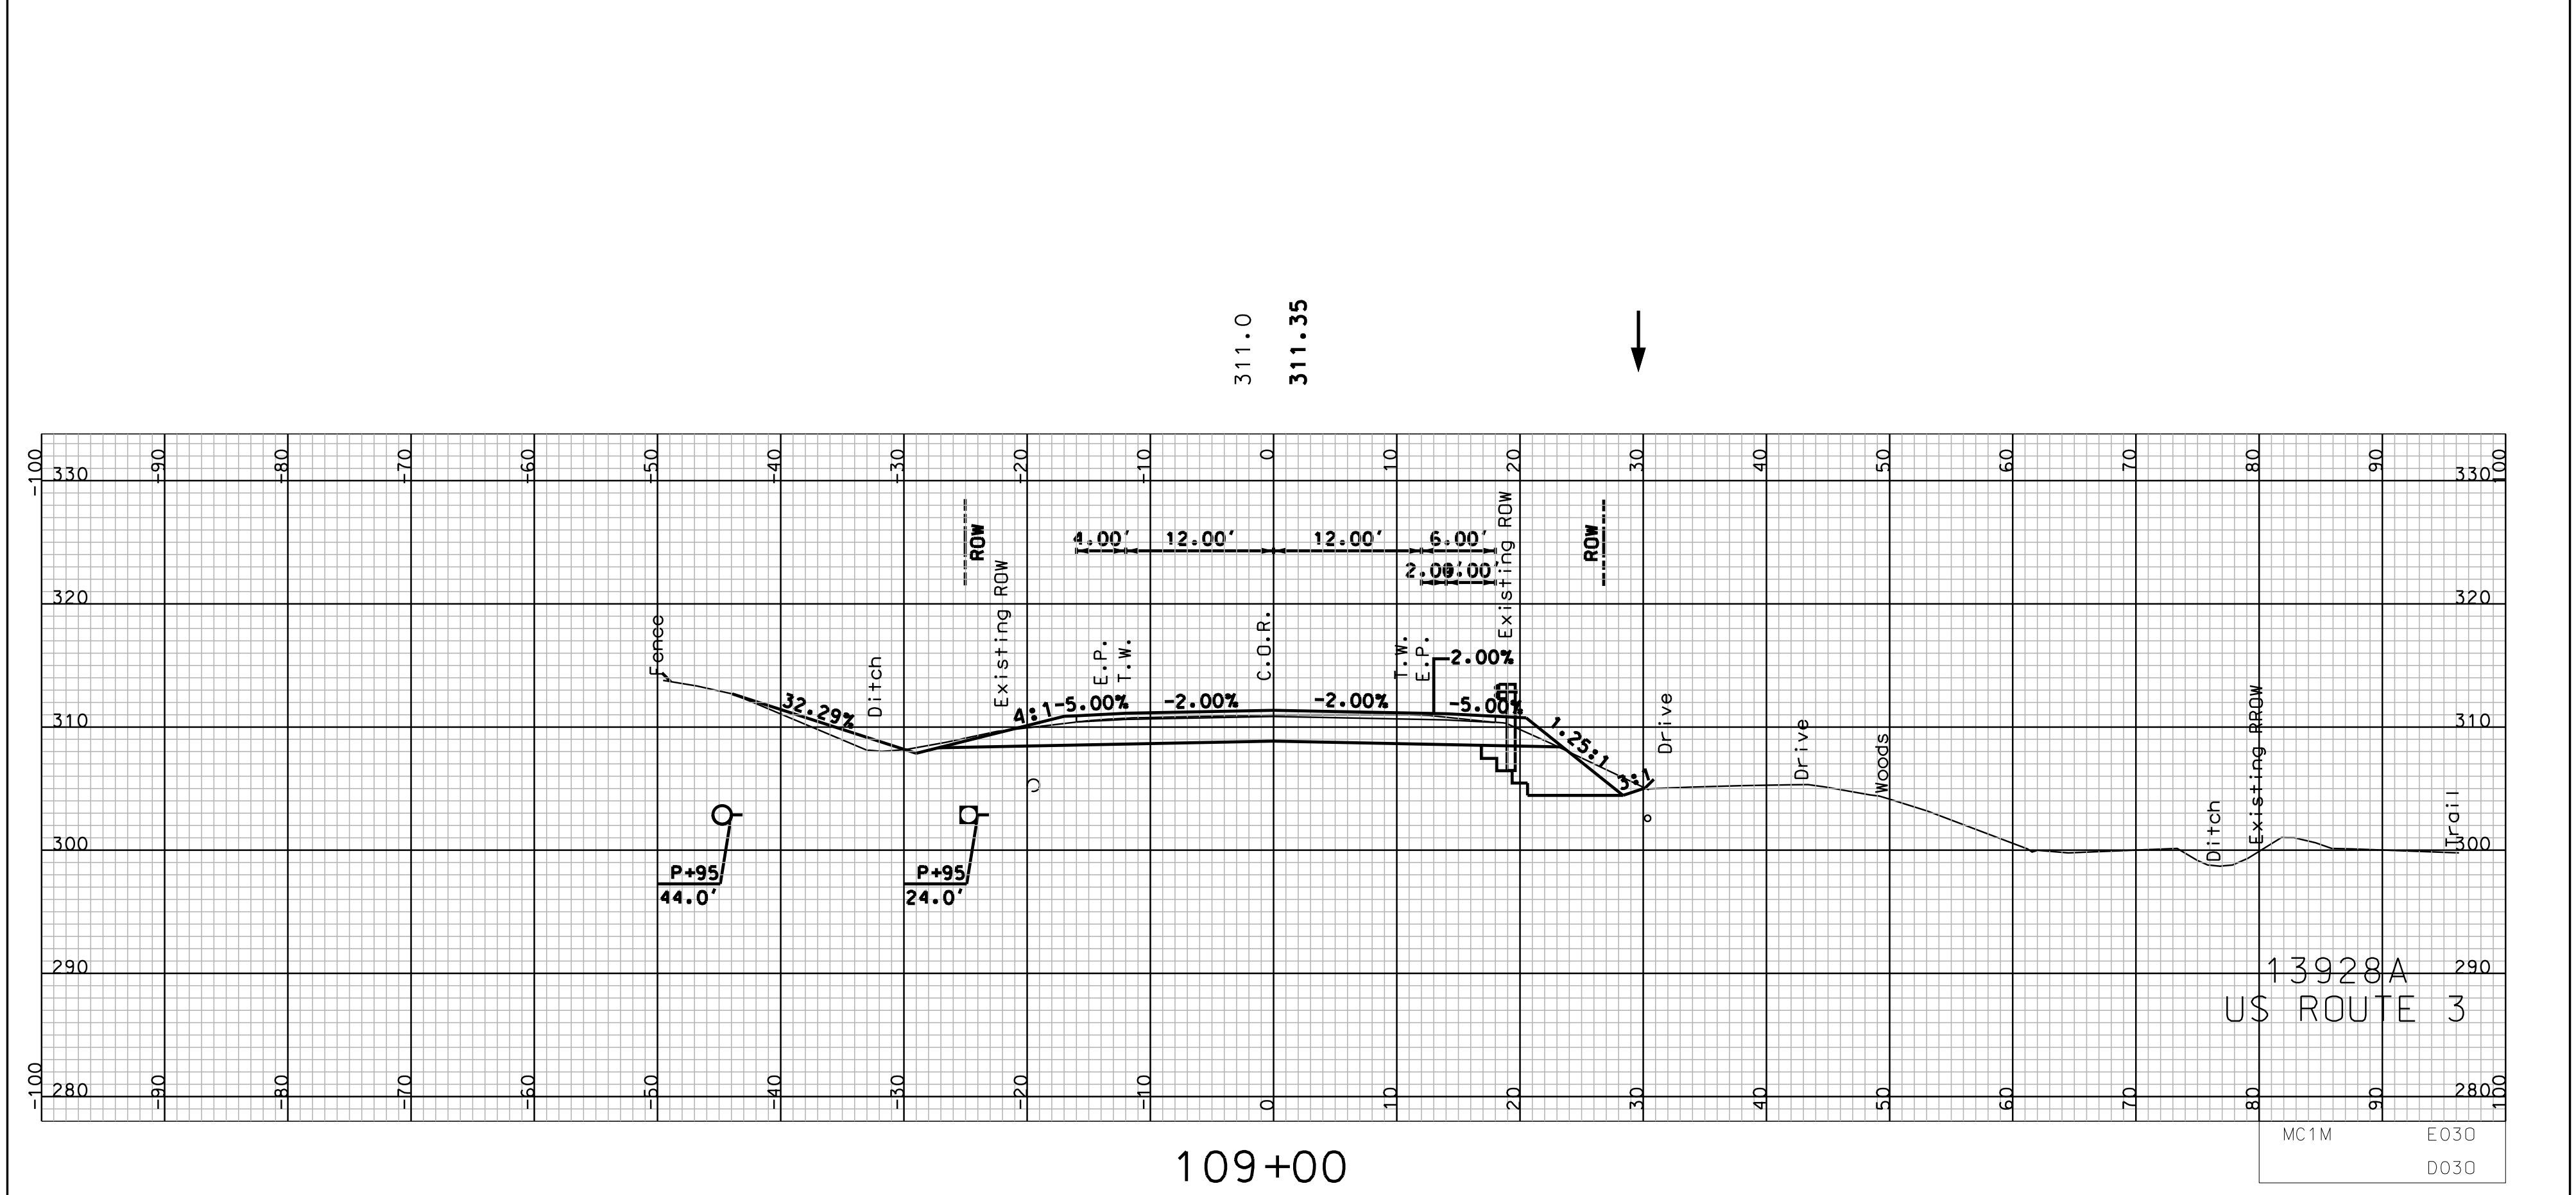 311.0
311.35
-100 -90 -80 -70 -60 -50 -40 -30 -20 -10 0 10 20 30 40 50 60 70 80 90 100
330 330
ROW
4.00' 12.00' 12.00' 6.00'
Existing ROW
ROW
2.00'
Existing ROW
320 320
Fence
Ditch
E.P.
T.W.
C.O.R.
T.W.
E.P.
2.00%
32.29%
4:1
-5.00%
-2.00%
-2.00%
-5.00%
1.25:1
3:1
Drive
Drive
Woods
Ditch
Existing RROW
Trail
310 310
300 300
P+95
44.0'
P+95
24.0'
290 290
13928A
US ROUTE 3
280 280
-100 -90 -80 -70 -60 -50 -40 -30 -20 -10 0 10 20 30 40 50 60 70 80 90 100
109+00
MC1M E030
D030